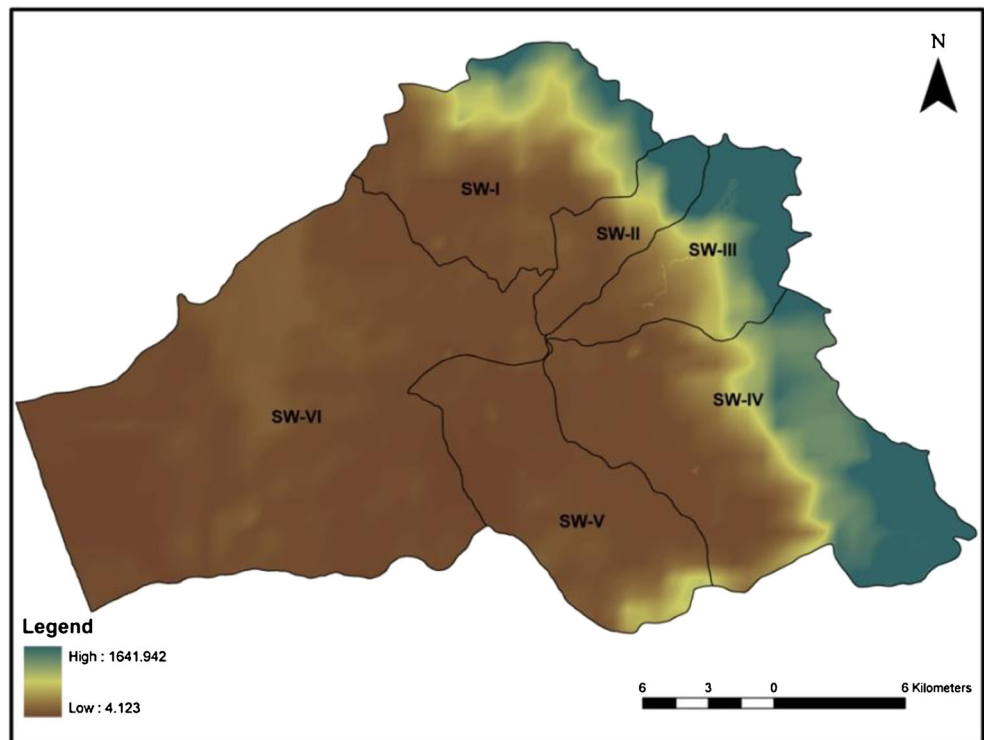 N
SW-I
SW-II
SW-III
SW-IV
SW-VI
SW-V
Legend
High : 1641.942
Low : 4.123
6 3 0 6 Kilometers